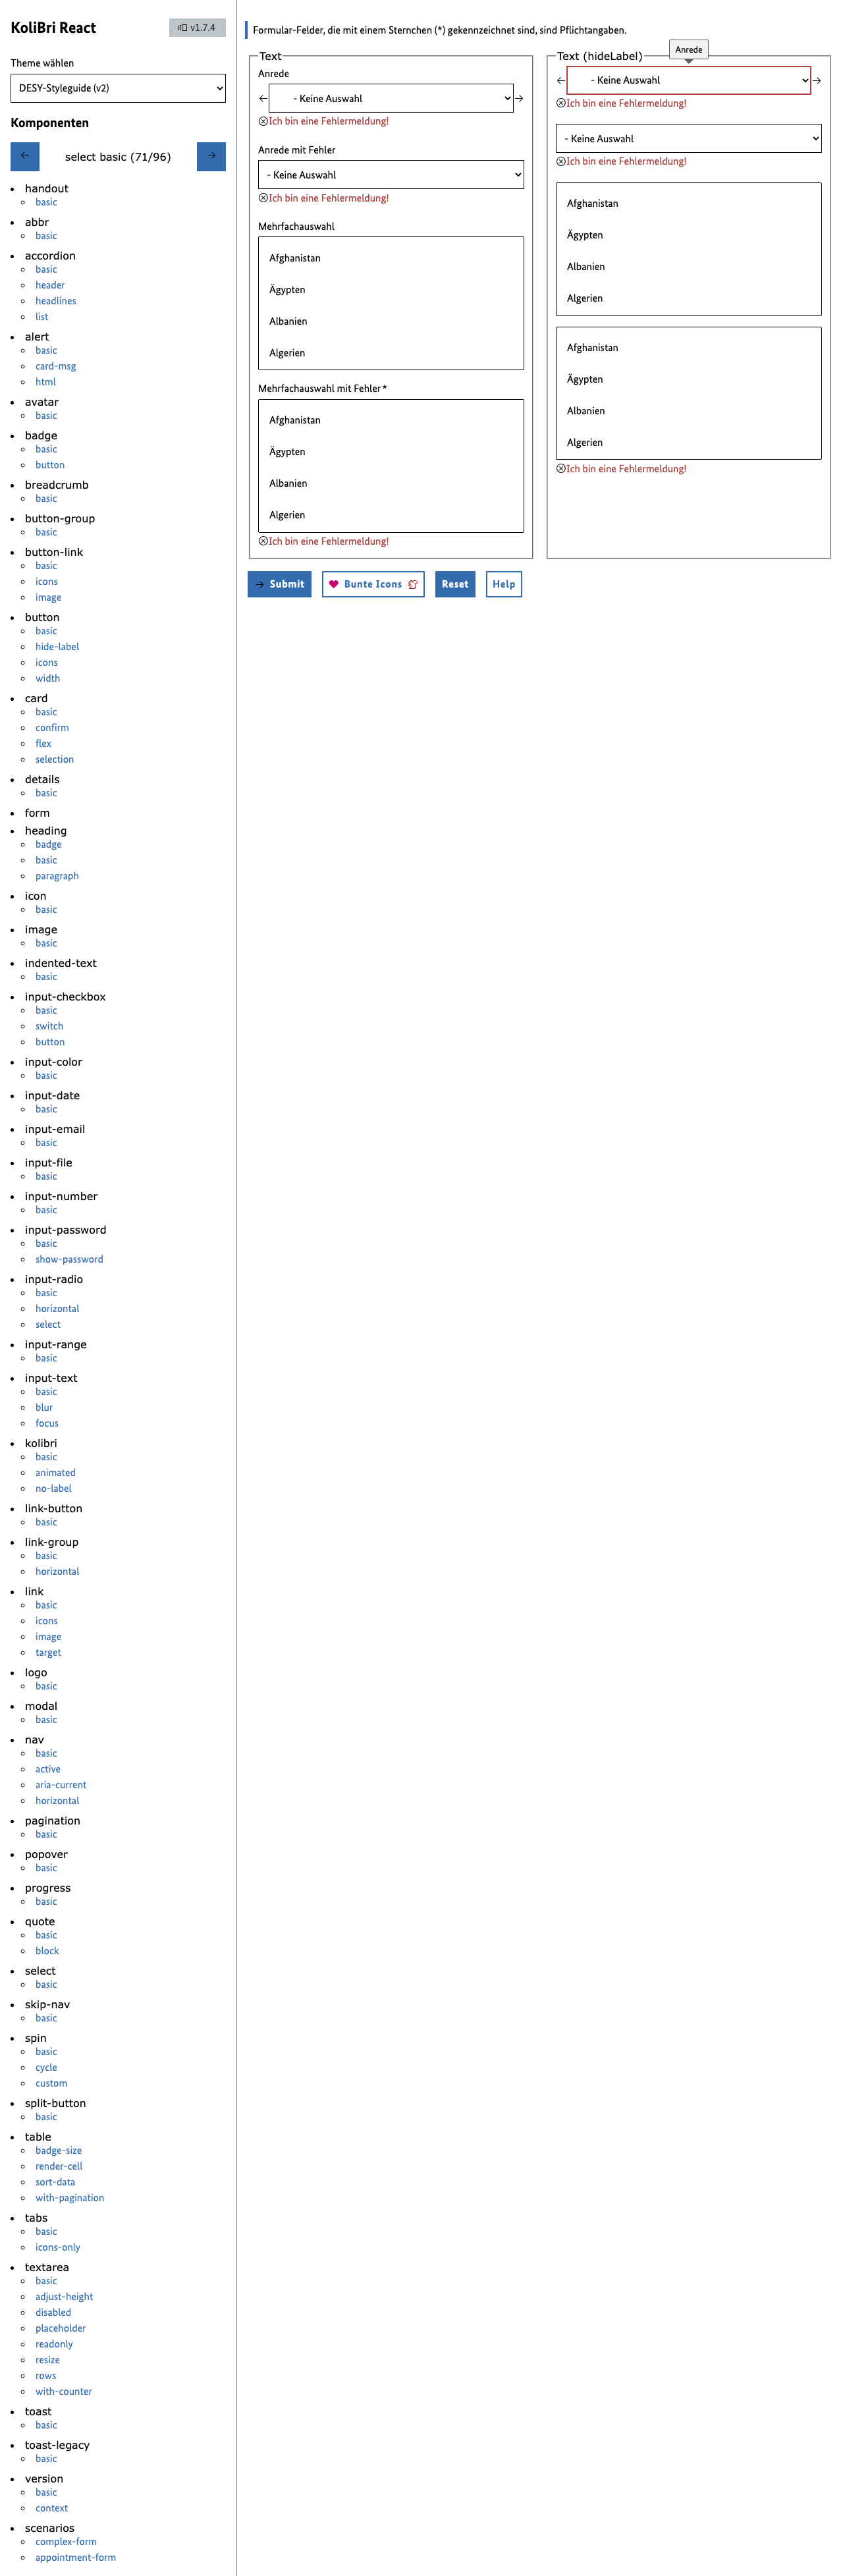 KoliBri React
v1.7.4
Theme wählen
DESY-Styleguide (v2)
Komponenten
← select basic (71/96) →
handout
basic
abbr
basic
accordion
basic
header
headlines
list
alert
basic
card-msg
html
avatar
basic
badge
basic
button
breadcrumb
basic
button-group
basic
button-link
basic
icons
image
button
basic
hide-label
icons
width
card
basic
confirm
flex
selection
details
basic
form
heading
badge
basic
paragraph
icon
basic
image
basic
indented-text
basic
input-checkbox
basic
switch
button
input-color
basic
input-date
basic
input-email
basic
input-file
basic
input-number
basic
input-password
basic
show-password
input-radio
basic
horizontal
select
input-range
basic
input-text
basic
blur
focus
kolibri
basic
animated
no-label
link-button
basic
link-group
basic
horizontal
link
basic
icons
image
target
logo
basic
modal
basic
nav
basic
active
aria-current
horizontal
pagination
basic
popover
basic
progress
basic
quote
basic
block
select
basic
skip-nav
basic
spin
basic
cycle
custom
split-button
basic
table
badge-size
render-cell
sort-data
with-pagination
tabs
basic
icons-only
textarea
basic
adjust-height
disabled
placeholder
readonly
resize
rows
with-counter
toast
basic
toast-legacy
basic
version
basic
context
scenarios
complex-form
appointment-form
Formular-Felder, die mit einem Sternchen (*) gekennzeichnet sind, sind Pflichtangaben.
Text
Anrede
- Keine Auswahl
Ich bin eine Fehlermeldung!
Anrede mit Fehler
- Keine Auswahl
Ich bin eine Fehlermeldung!
Mehrfachauswahl
Afghanistan
Ägypten
Albanien
Algerien
Mehrfachauswahl mit Fehler *
Afghanistan
Ägypten
Albanien
Algerien
Ich bin eine Fehlermeldung!
Text (hideLabel)
Anrede
- Keine Auswahl
Ich bin eine Fehlermeldung!
- Keine Auswahl
Ich bin eine Fehlermeldung!
Afghanistan
Ägypten
Albanien
Algerien
Afghanistan
Ägypten
Albanien
Algerien
Ich bin eine Fehlermeldung!
→ Submit
Bunte Icons
Reset
Help